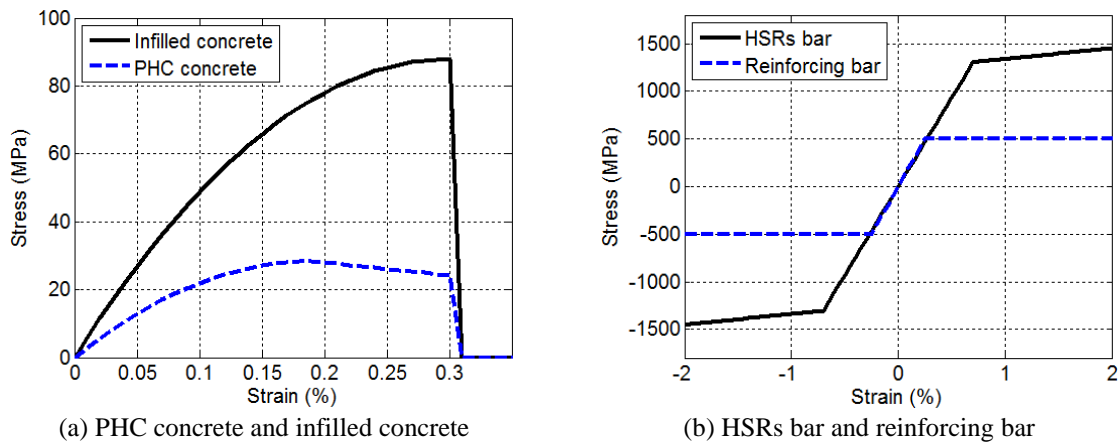 100
80
60
40
20
0
Stress (MPa)
Infilled concrete
PHC concrete
0 0.05 0.1 0.15 0.2 0.25 0.3
Strain (%)
(a) PHC concrete and infilled concrete
1500
1000
500
0
-500
-1000
-1500
Stress (MPa)
HSRs bar
Reinforcing bar
-2 -1 0 1 2
Strain (%)
(b) HSRs bar and reinforcing bar